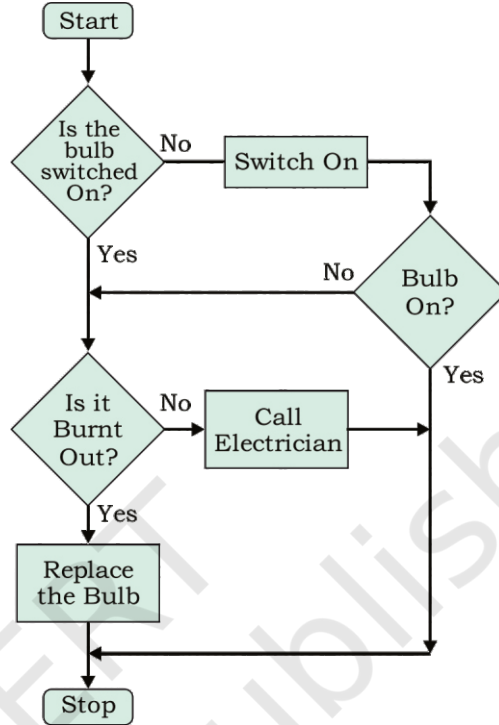 Start
Is the
bulb
switched
On?
No
Switch On
Yes
No
Bulb
On?
Yes
Is it
Burnt
Out?
No
Call
Electrician
Yes
Replace
the Bulb
Stop